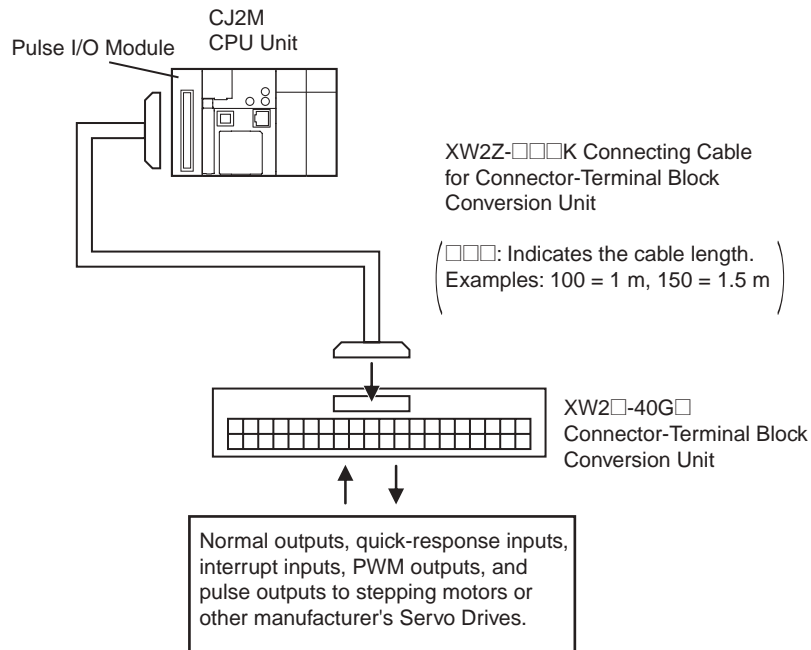 CJ2M
CPU Unit
Pulse I/O Module
XW2Z-□□□K Connecting Cable
for Connector-Terminal Block
Conversion Unit
□□□: Indicates the cable length.
Examples: 100 = 1 m, 150 = 1.5 m
XW2□-40G□
Connector-Terminal Block
Conversion Unit
Normal outputs, quick-response inputs,
interrupt inputs, PWM outputs, and
pulse outputs to stepping motors or
other manufacturer's Servo Drives.